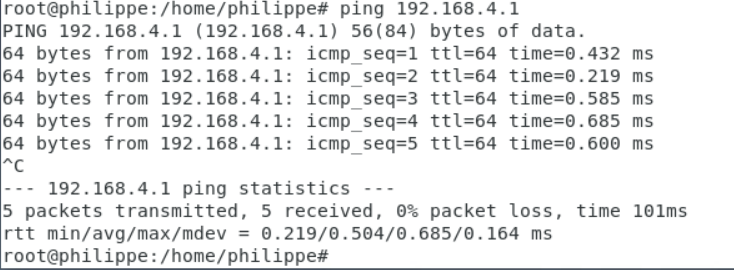 root@philippe:/home/philippe# ping 192.168.4.1
PING 192.168.4.1 (192.168.4.1) 56(84) bytes of data.
64 bytes from 192.168.4.1: icmp_seq=1 ttl=64 time=0.432 ms
64 bytes from 192.168.4.1: icmp_seq=2 ttl=64 time=0.219 ms
64 bytes from 192.168.4.1: icmp_seq=3 ttl=64 time=0.585 ms
64 bytes from 192.168.4.1: icmp_seq=4 ttl=64 time=0.685 ms
64 bytes from 192.168.4.1: icmp_seq=5 ttl=64 time=0.600 ms
^C
--- 192.168.4.1 ping statistics ---
5 packets transmitted, 5 received, 0% packet loss, time 101ms
rtt min/avg/max/mdev = 0.219/0.504/0.685/0.164 ms
root@philippe:/home/philippe#